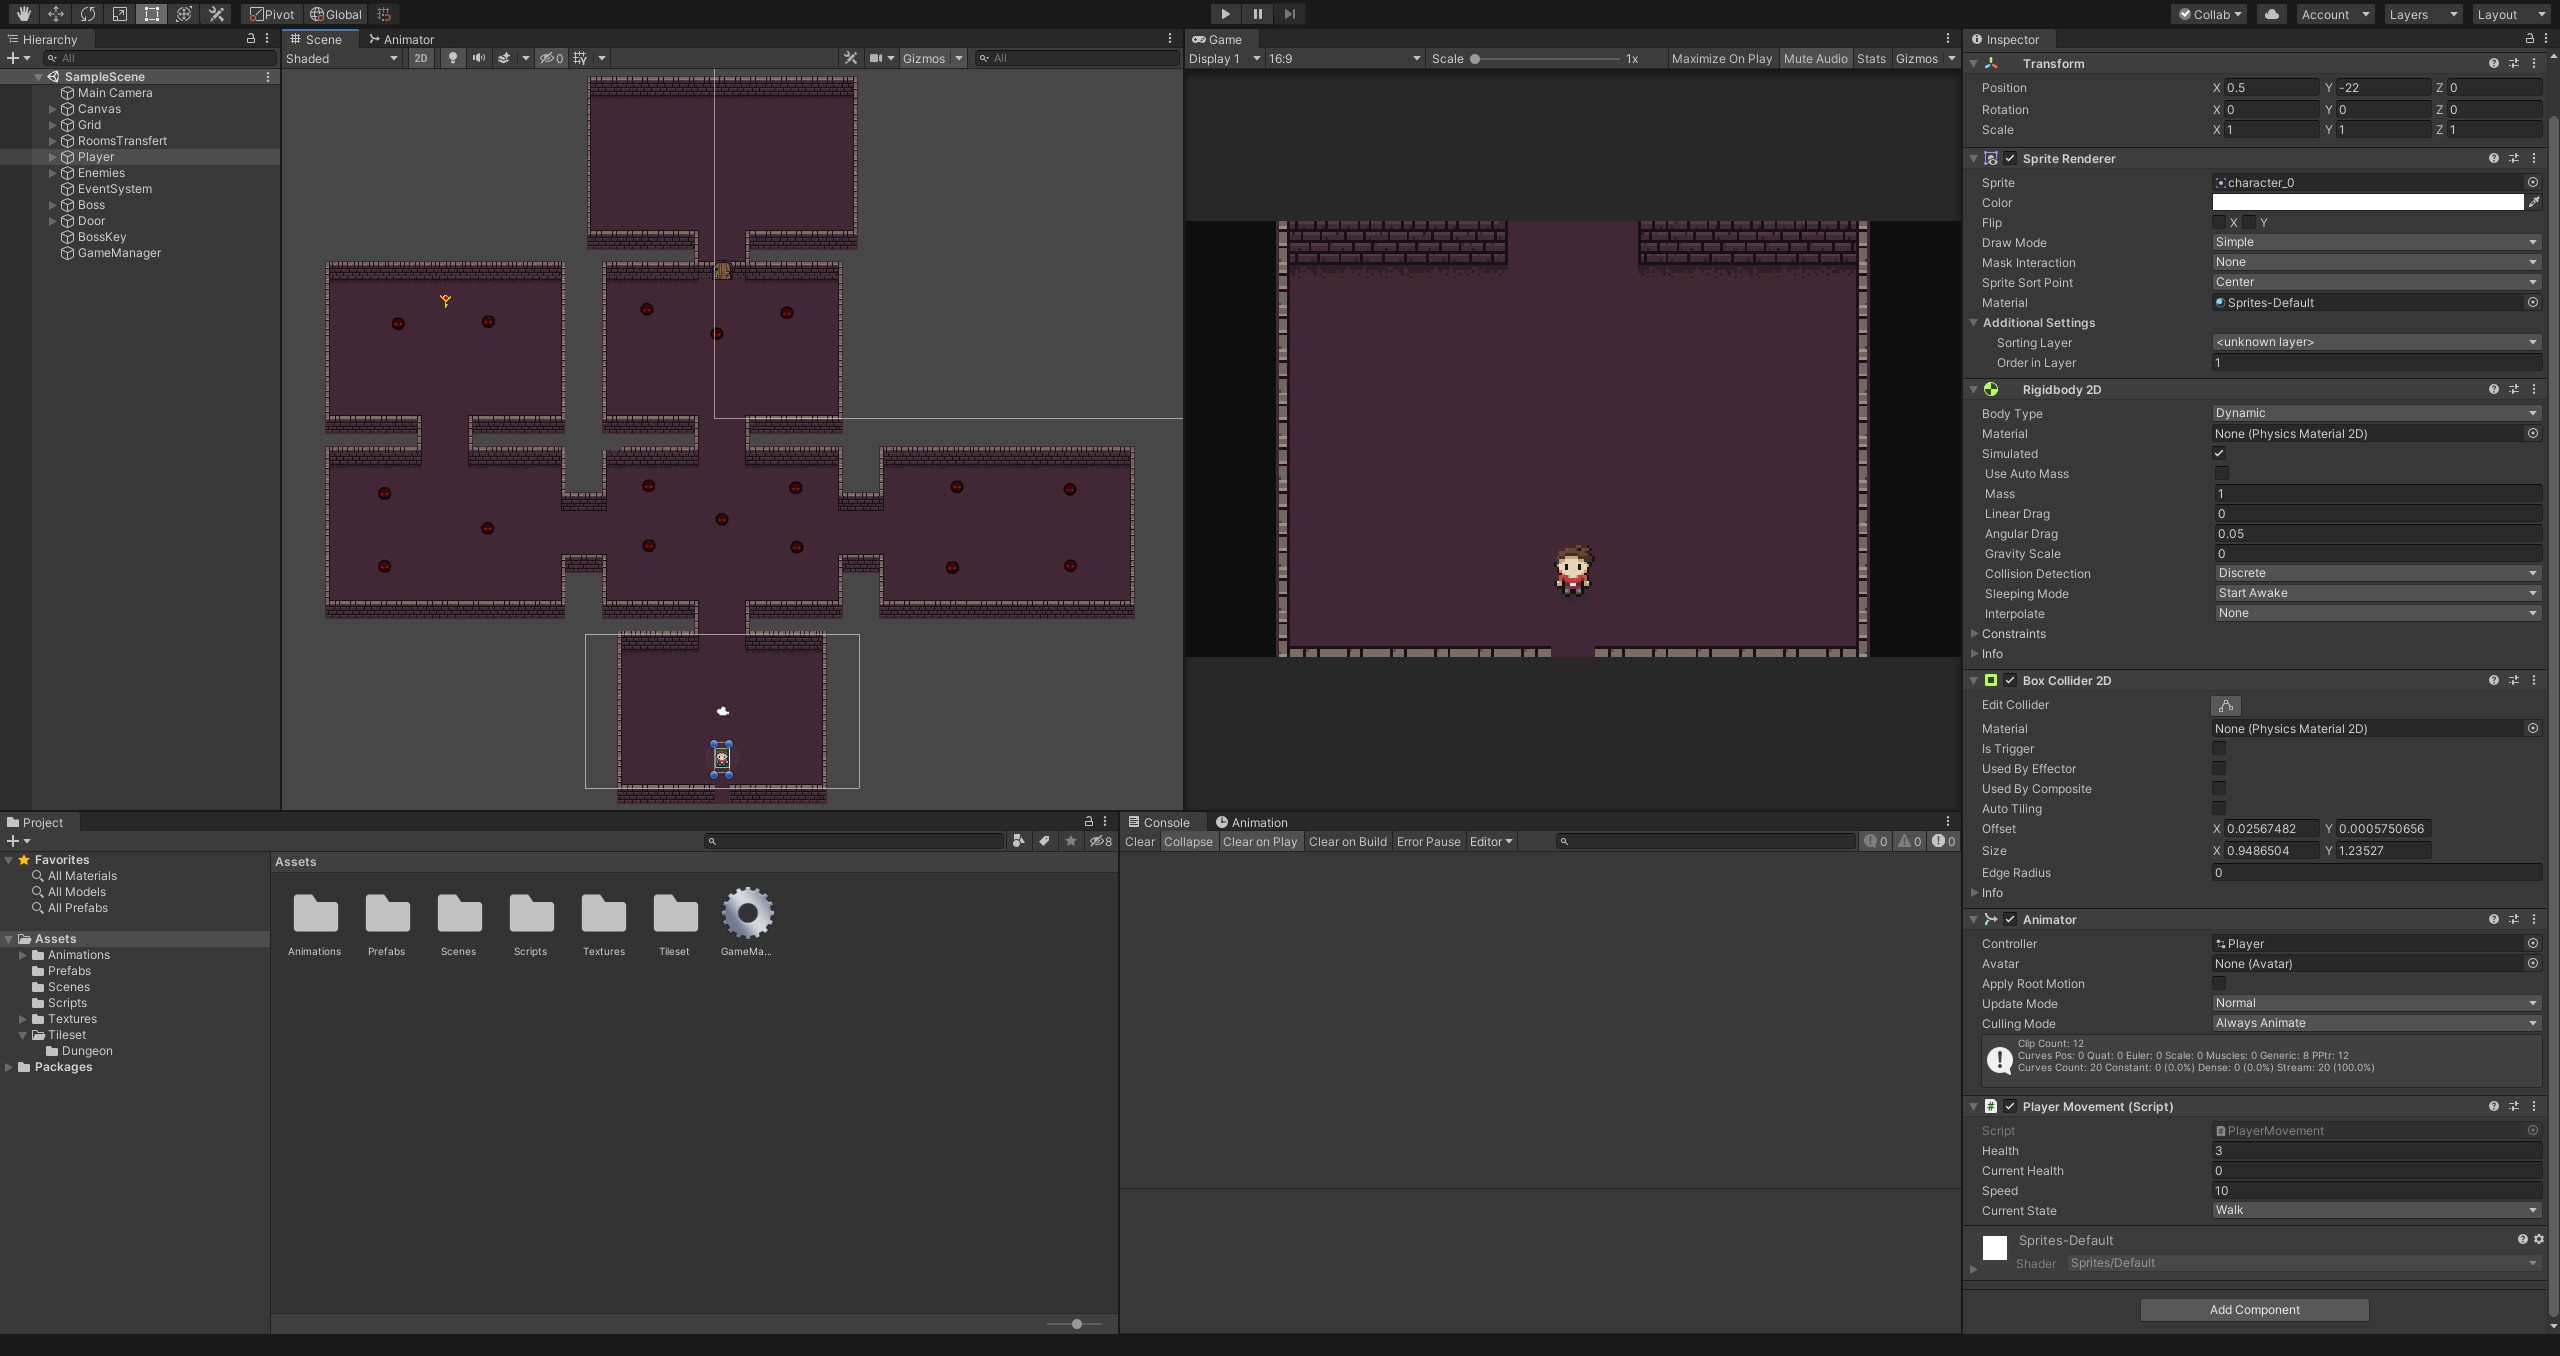 Pivot Global Collab Account Layers Layout
Hierarchy
All
SampleScene
Main Camera
Canvas
Grid
RoomsTransfert
Player
Enemies
EventSystem
Boss
Door
BossKey
GameManager
Scene Animator
Shaded 2D 0 Gizmos All
Game
Display 1 16:9 Scale 1x Maximize On Play Mute Audio Stats Gizmos
Project
8
Favorites
All Materials
All Models
All Prefabs
Assets
Animations
Prefabs
Scenes
Scripts
Textures
Tileset
Dungeon
Packages
Assets
Animations Prefabs Scenes Scripts Textures Tileset GameMa...
Console Animation
Clear Collapse Clear on Play Clear on Build Error Pause Editor 0 0 0
Inspector
Transform
Position X 0.5 Y -22 Z 0
Rotation X 0 Y 0 Z 0
Scale X 1 Y 1 Z 1
Sprite Renderer
Sprite character_0
Color
Flip X Y
Draw Mode Simple
Mask Interaction None
Sprite Sort Point Center
Material Sprites-Default
Additional Settings
Sorting Layer <unknown layer>
Order in Layer 1
Rigidbody 2D
Body Type Dynamic
Material None (Physics Material 2D)
Simulated
Use Auto Mass
Mass 1
Linear Drag 0
Angular Drag 0.05
Gravity Scale 0
Collision Detection Discrete
Sleeping Mode Start Awake
Interpolate None
Constraints
Info
Box Collider 2D
Edit Collider
Material None (Physics Material 2D)
Is Trigger
Used By Effector
Used By Composite
Auto Tiling
Offset X 0.02567482 Y 0.0005750656
Size X 0.9486504 Y 1.23527
Edge Radius 0
Info
Animator
Controller Player
Avatar None (Avatar)
Apply Root Motion
Update Mode Normal
Culling Mode Always Animate
Clip Count: 12
Curves Pos: 0 Quat: 0 Euler: 0 Scale: 0 Muscles: 0 Generic: 8 PPtr: 12
Curves Count: 20 Constant: 0 (0.0%) Dense: 0 (0.0%) Stream: 20 (100.0%)
Player Movement (Script)
Script PlayerMovement
Health 3
Current Health 0
Speed 10
Current State Walk
Sprites-Default
Shader Sprites/Default
Add Component